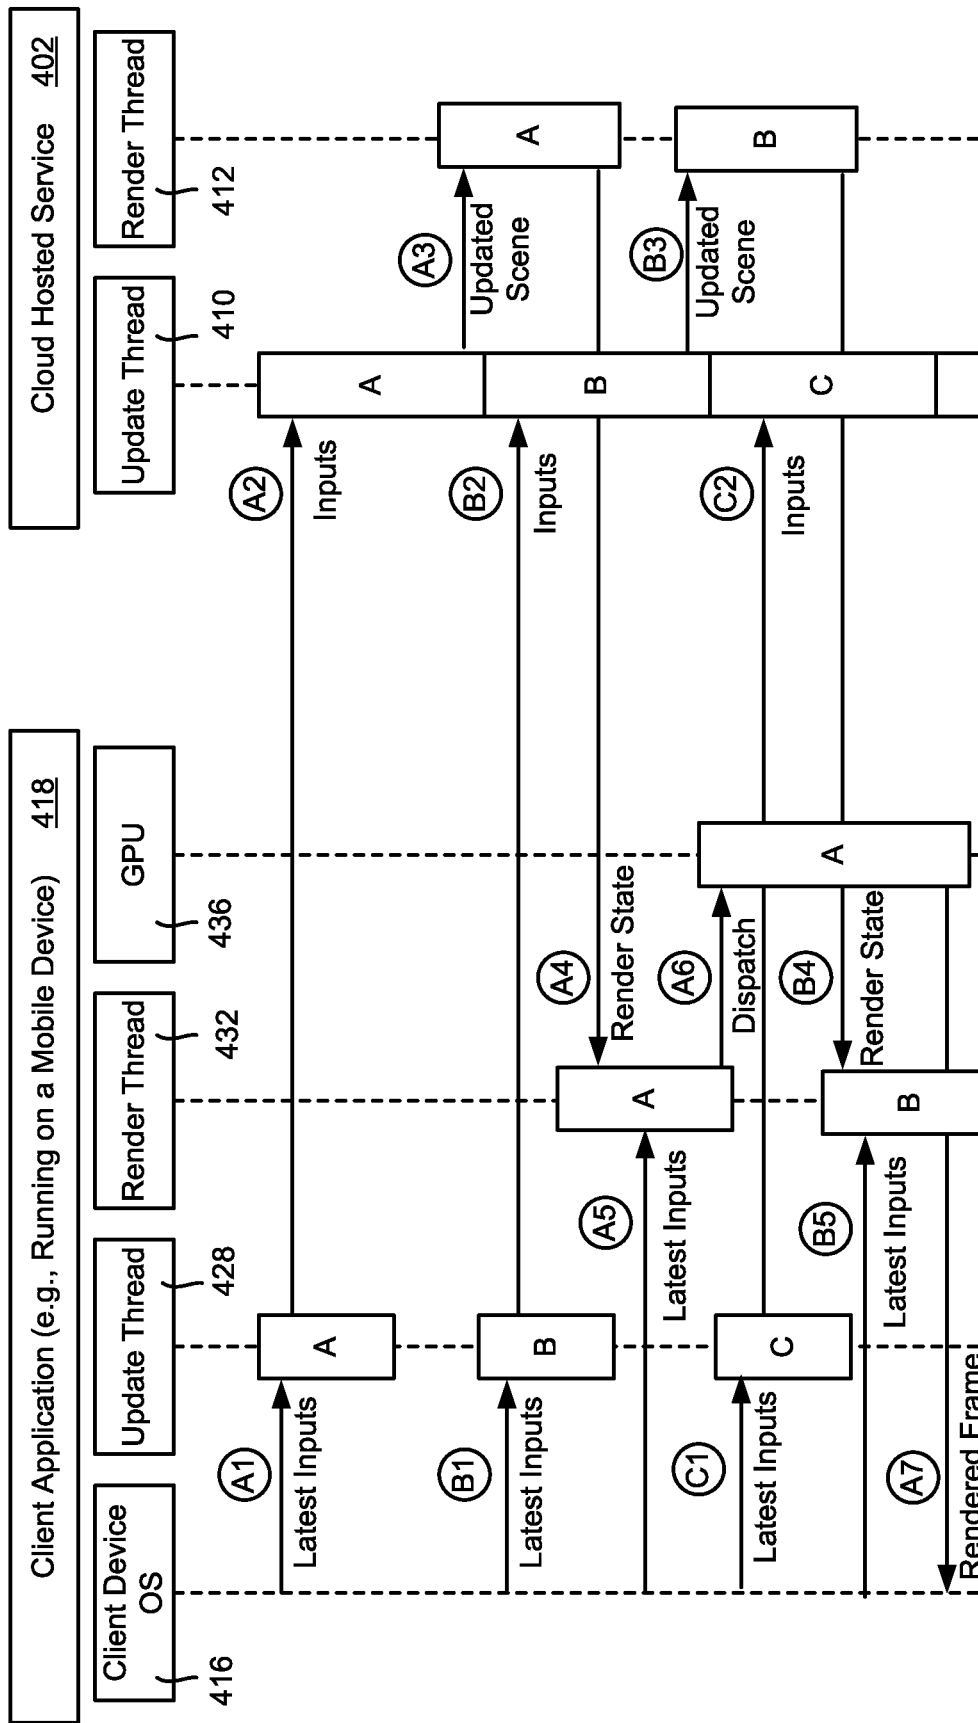 Client Application (e.g., Running on a Mobile Device) 418
Cloud Hosted Service 402
Client Device
OS
Update Thread
Render Thread
GPU
Update Thread
Render Thread
416
428
432
436
410
412
A1
Latest Inputs
A
A2
Inputs
A
A3
Updated
Scene
A
B1
Latest Inputs
B
B2
Inputs
B
A4
Render State
A5
Latest Inputs
A
A6
Dispatch
A
B3
Updated
Scene
B
C1
Latest Inputs
C
C2
Inputs
C
B4
Render State
B5
Latest Inputs
B
A7
Rendered Frame